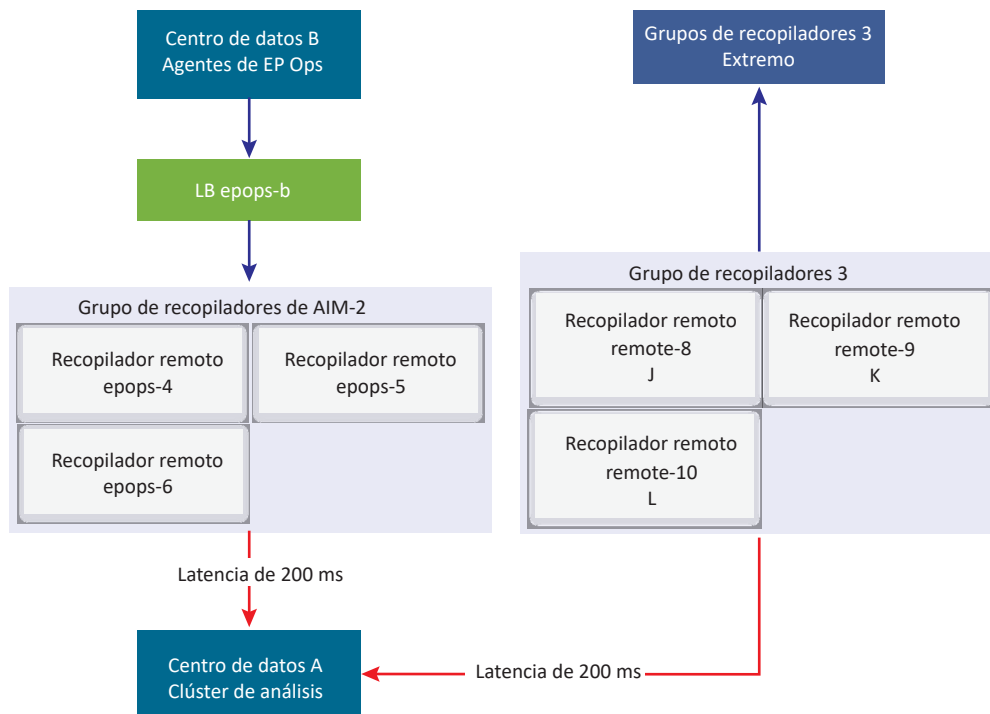 Centro de datos B
Agentes de EP Ops
Grupos de recopiladores 3
Extremo
LB epops-b
Grupo de recopiladores de AIM-2
Recopilador remoto
epops-4
Recopilador remoto
epops-5
Recopilador remoto
epops-6
Grupo de recopiladores 3
Recopilador remoto
remote-8
J
Recopilador remoto
remote-9
K
Recopilador remoto
remote-10
L
Latencia de 200 ms
Centro de datos A
Clúster de análisis
Latencia de 200 ms